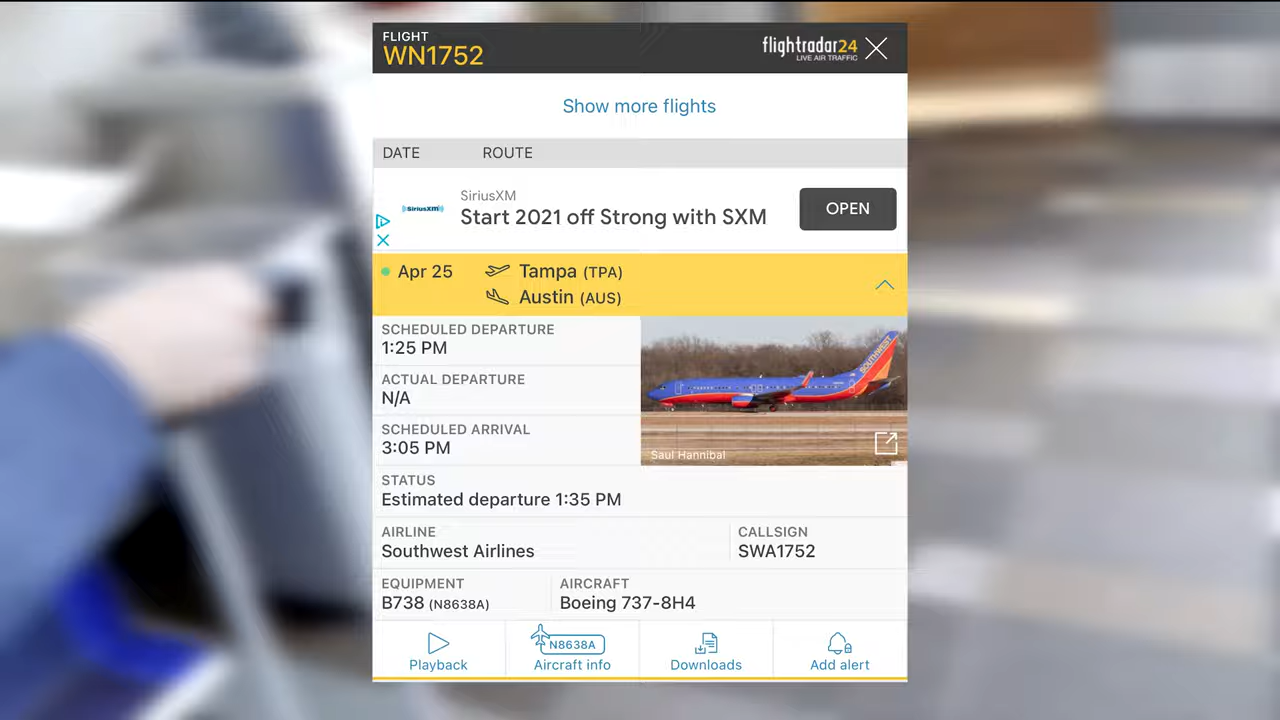 FLIGHT
WN1752
flightradar24
LIVE AIR TRAFFIC
Show more flights
DATE ROUTE
SiriusXM
SiriusXM
Start 2021 off Strong with SXM
OPEN
Apr 25
Tampa (TPA)
Austin (AUS)
SCHEDULED DEPARTURE
1:25 PM
ACTUAL DEPARTURE
N/A
SCHEDULED ARRIVAL
3:05 PM
SOUTHWEST
Saul Hannibal
STATUS
Estimated departure 1:35 PM
AIRLINE
Southwest Airlines
CALLSIGN
SWA1752
EQUIPMENT
B738 (N8638A)
AIRCRAFT
Boeing 737-8H4
Playback
N8638A
Aircraft info
Downloads
Add alert